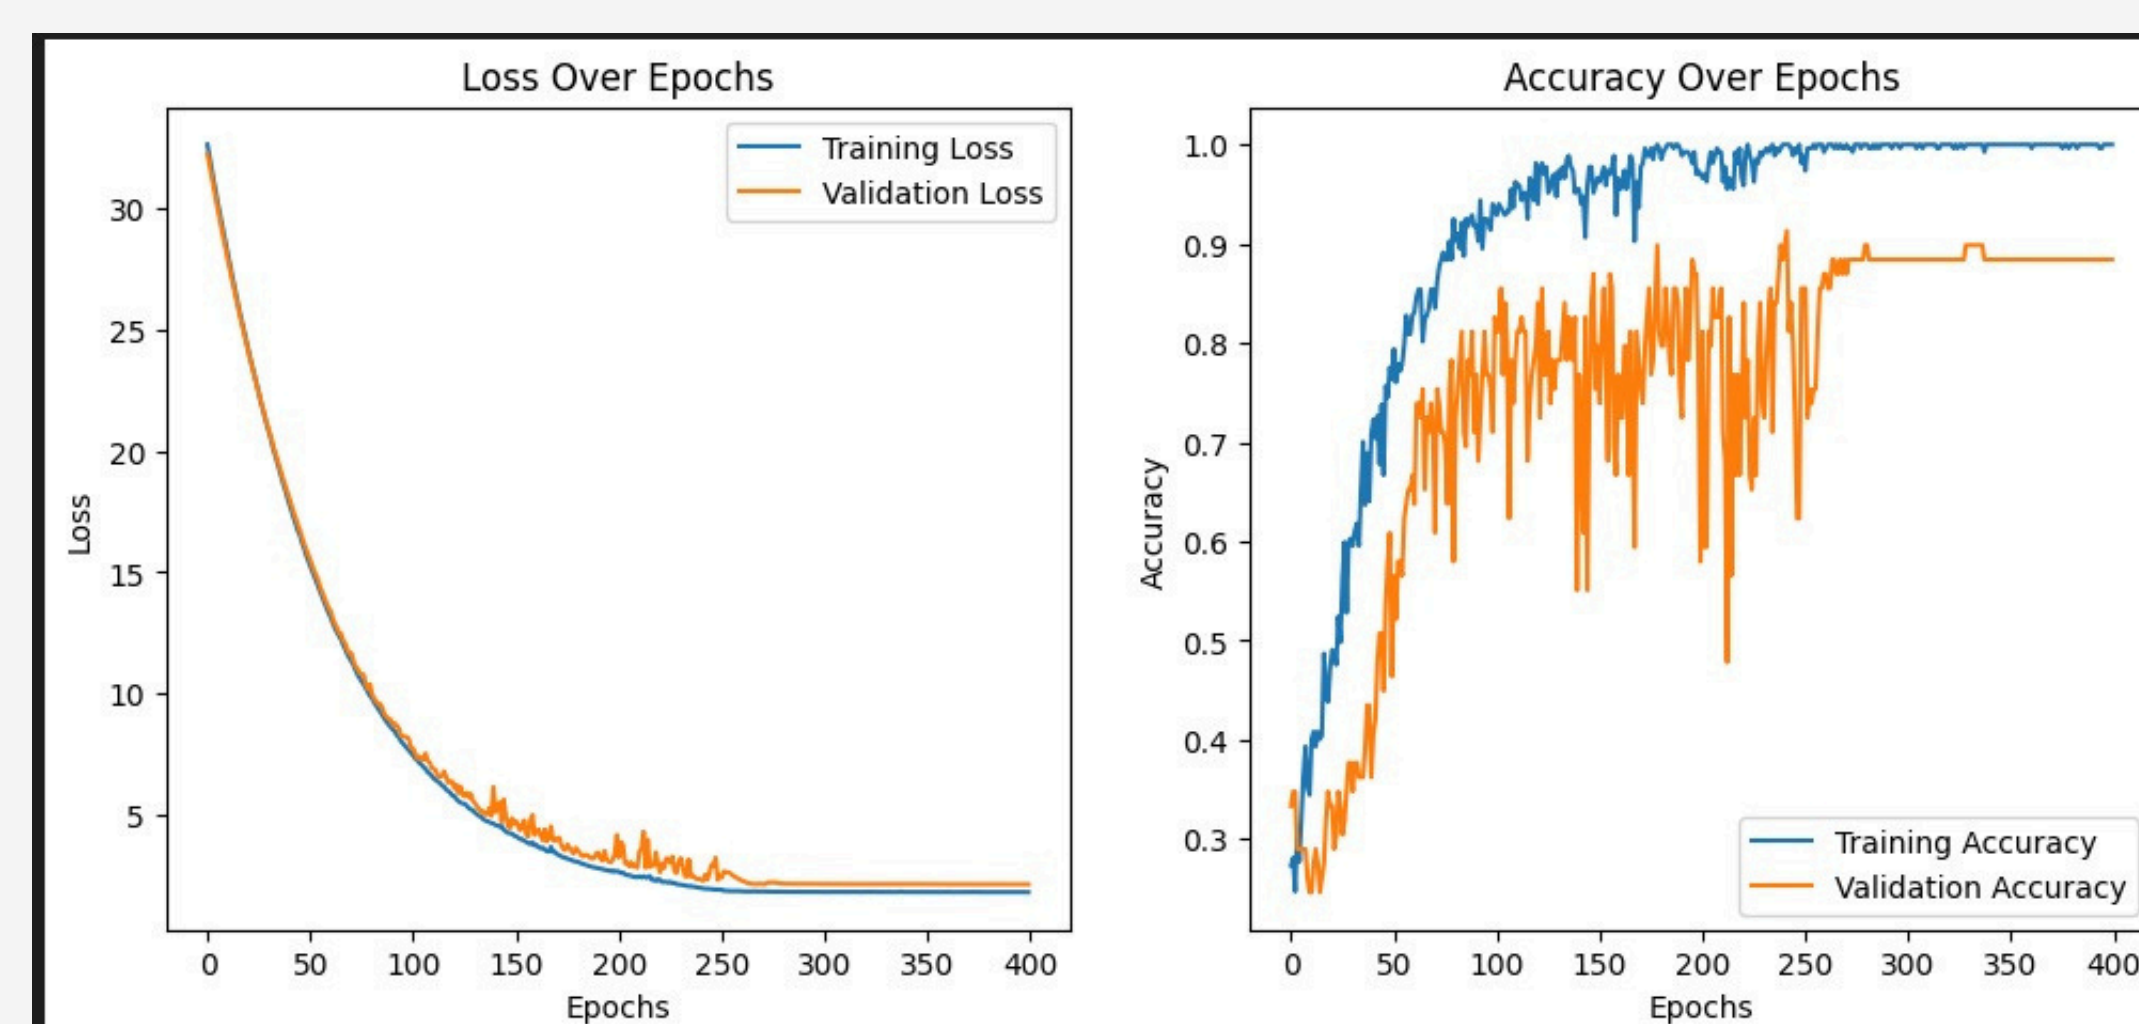 Loss Over Epochs
Training Loss
Validation Loss
30
25
20
15
10
5
Loss
0 50 100 150 200 250 300 350 400
Epochs
Accuracy Over Epochs
1.0
0.9
0.8
0.7
0.6
0.5
0.4
0.3
Accuracy
Training Accuracy
Validation Accuracy
0 50 100 150 200 250 300 350 400
Epochs